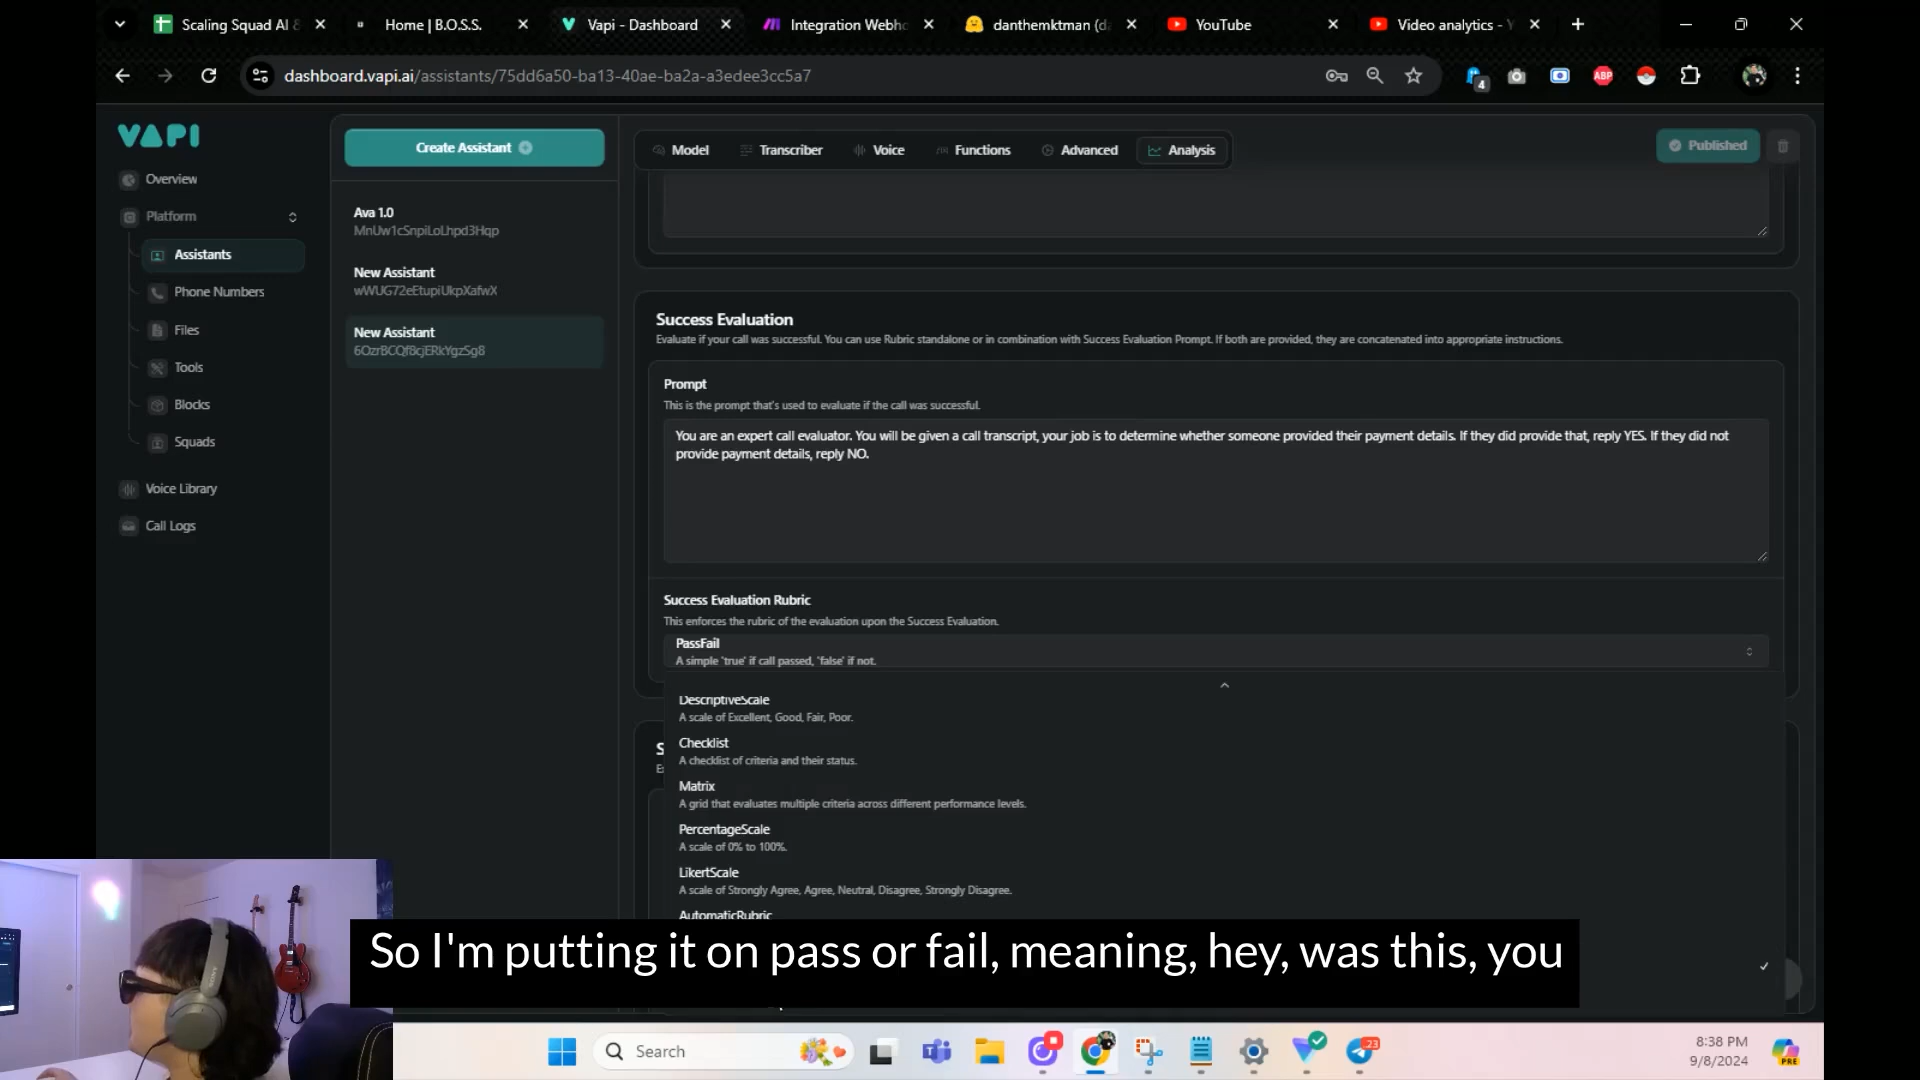 Scaling Squad AI &
Home | B.O.S.S.
Vapi - Dashboard
Integration Webho
danthemktman (da
YouTube
Video analytics - Y
dashboard.vapi.ai/assistants/75dd6a50-ba13-40ae-ba2a-a3edee3cc5a7
4
ABP
VAPI
Overview
Platform
Assistants
Phone Numbers
Files
Tools
Blocks
Squads
Voice Library
Call Logs
Create Assistant
Ava 1.0
MnUw1cSnpiLoLhpd3Hqp
New Assistant
wWUG72eEtupiUkpXafwX
New Assistant
6OzrBCQf8cjERkYgzSg8
Model
Transcriber
Voice
Functions
Advanced
Analysis
Published
Success Evaluation
Evaluate if your call was successful. You can use Rubric standalone or in combination with Success Evaluation Prompt. If both are provided, they are concatenated into appropriate instructions.
Prompt
This is the prompt that's used to evaluate if the call was successful.
You are an expert call evaluator. You will be given a call transcript, your job is to determine whether someone provided their payment details. If they did provide that, reply YES. If they did not
provide payment details, reply NO.
Success Evaluation Rubric
This enforces the rubric of the evaluation upon the Success Evaluation.
PassFail
A simple 'true' if call passed, 'false' if not.
DescriptiveScale
A scale of Excellent, Good, Fair, Poor.
Checklist
A checklist of criteria and their status.
Matrix
A grid that evaluates multiple criteria across different performance levels.
PercentageScale
A scale of 0% to 100%.
LikertScale
A scale of Strongly Agree, Agree, Neutral, Disagree, Strongly Disagree.
AutomaticRubric
So I'm putting it on pass or fail, meaning, hey, was this, you
Search
23
8:38 PM
9/8/2024
PRE